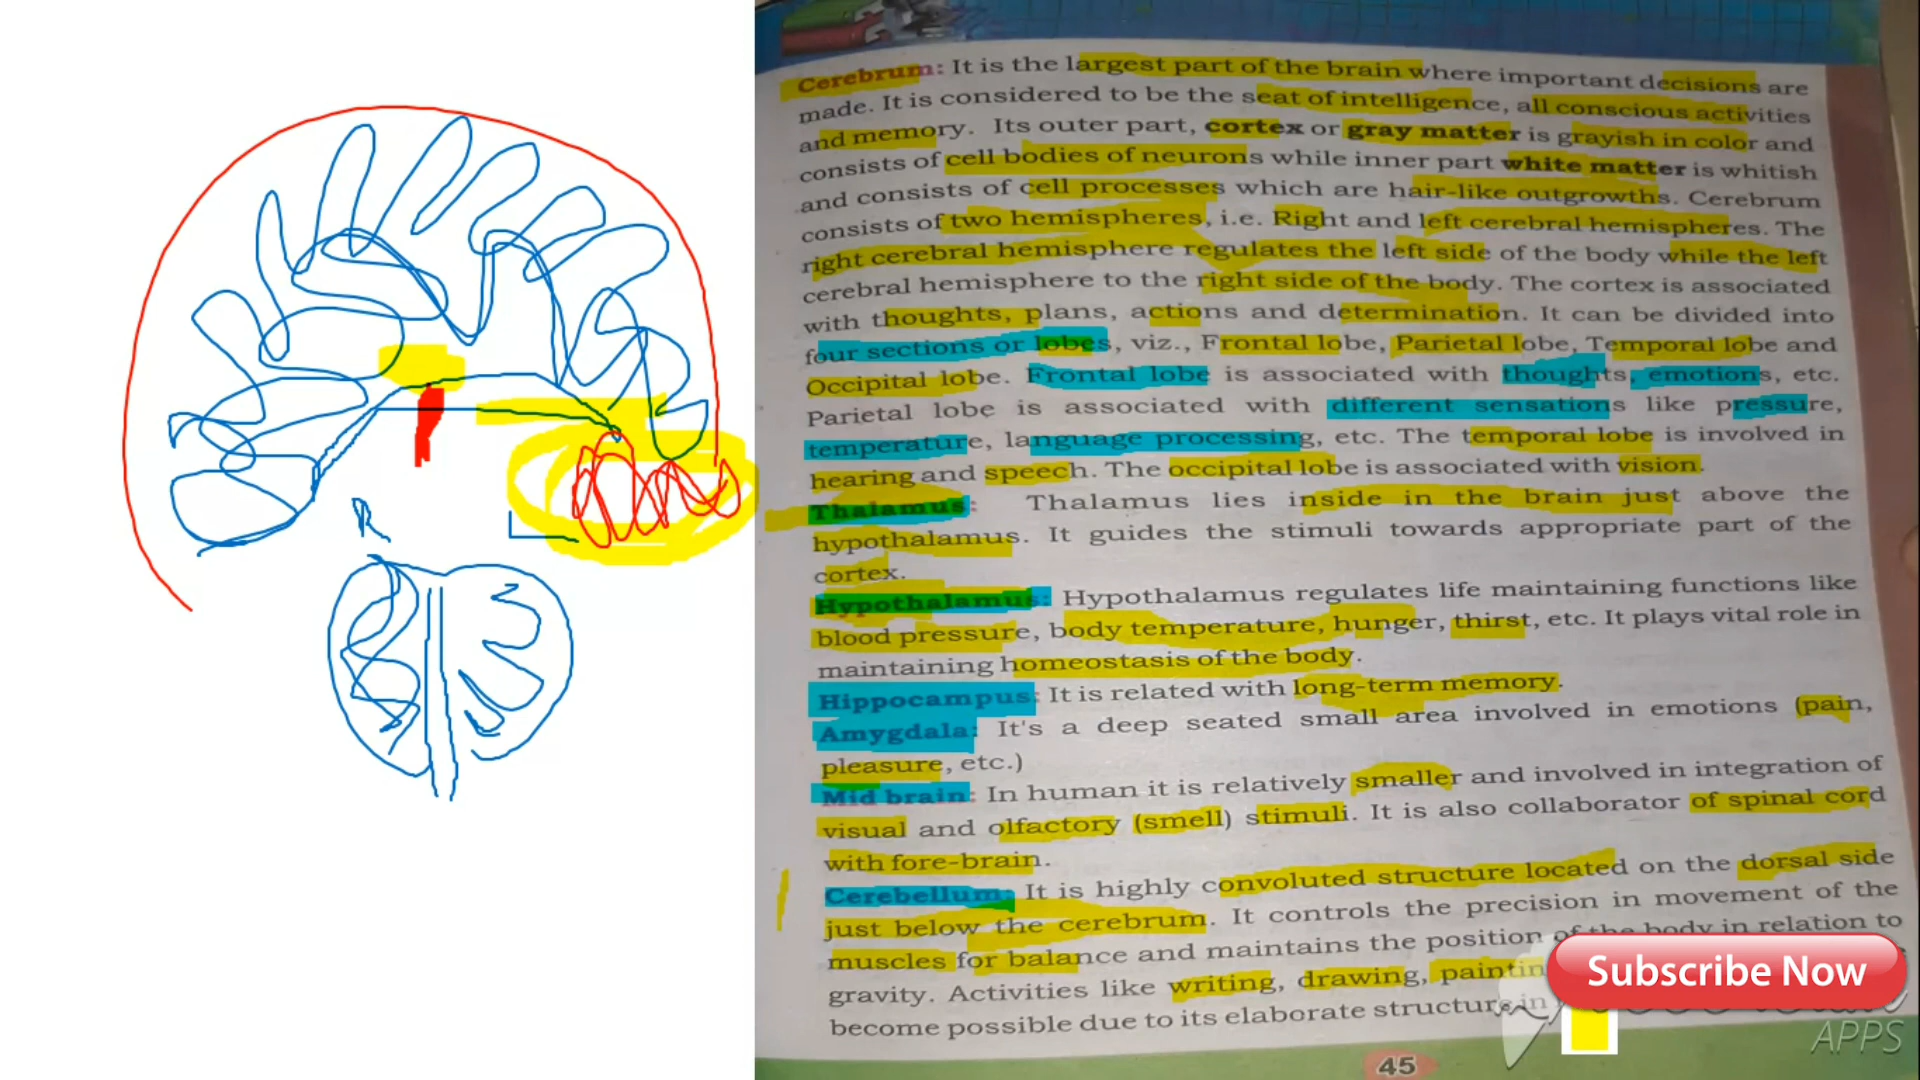 Cerebrum: It is the largest part of the brain where important decisions are
made. It is considered to be the seat of intelligence, all conscious activities
and memory. Its outer part, cortex or gray matter is grayish in color and
consists of cell bodies of neurons while inner part white matter is whitish
and consists of cell processes which are hair-like outgrowths. Cerebrum
consists of two hemispheres, i.e. Right and left cerebral hemispheres. The
right cerebral hemisphere regulates the left side of the body while the left
cerebral hemisphere to the right side of the body. The cortex is associated
with thoughts, plans, actions and determination. It can be divided into
four sections or lobes, viz., Frontal lobe, Parietal lobe, Temporal lobe and
Occipital lobe. Frontal lobe is associated with thoughts, emotions, etc.
Parietal lobe is associated with different sensations like pressure,
temperature, language processing, etc. The temporal lobe is involved in
hearing and speech. The occipital lobe is associated with vision.
Thalamus: Thalamus lies inside in the brain just above the
hypothalamus. It guides the stimuli towards appropriate part of the
cortex.
Hypothalamus: Hypothalamus regulates life maintaining functions like
blood pressure, body temperature, hunger, thirst, etc. It plays vital role in
maintaining homeostasis of the body.
Hippocampus: It is related with long-term memory.
Amygdala: It's a deep seated small area involved in emotions (pain,
pleasure, etc.)
Mid brain: In human it is relatively smaller and involved in integration of
visual and olfactory (smell) stimuli. It is also collaborator of spinal cord
with fore-brain.
Cerebellum: It is highly convoluted structure located on the dorsal side
just below the cerebrum. It controls the precision in movement of the
muscles for balance and maintains the position of the body in relation to
gravity. Activities like writing, drawing,
become possible due to its elaborate structure in
Subscribe Now
APPS
45
R
L